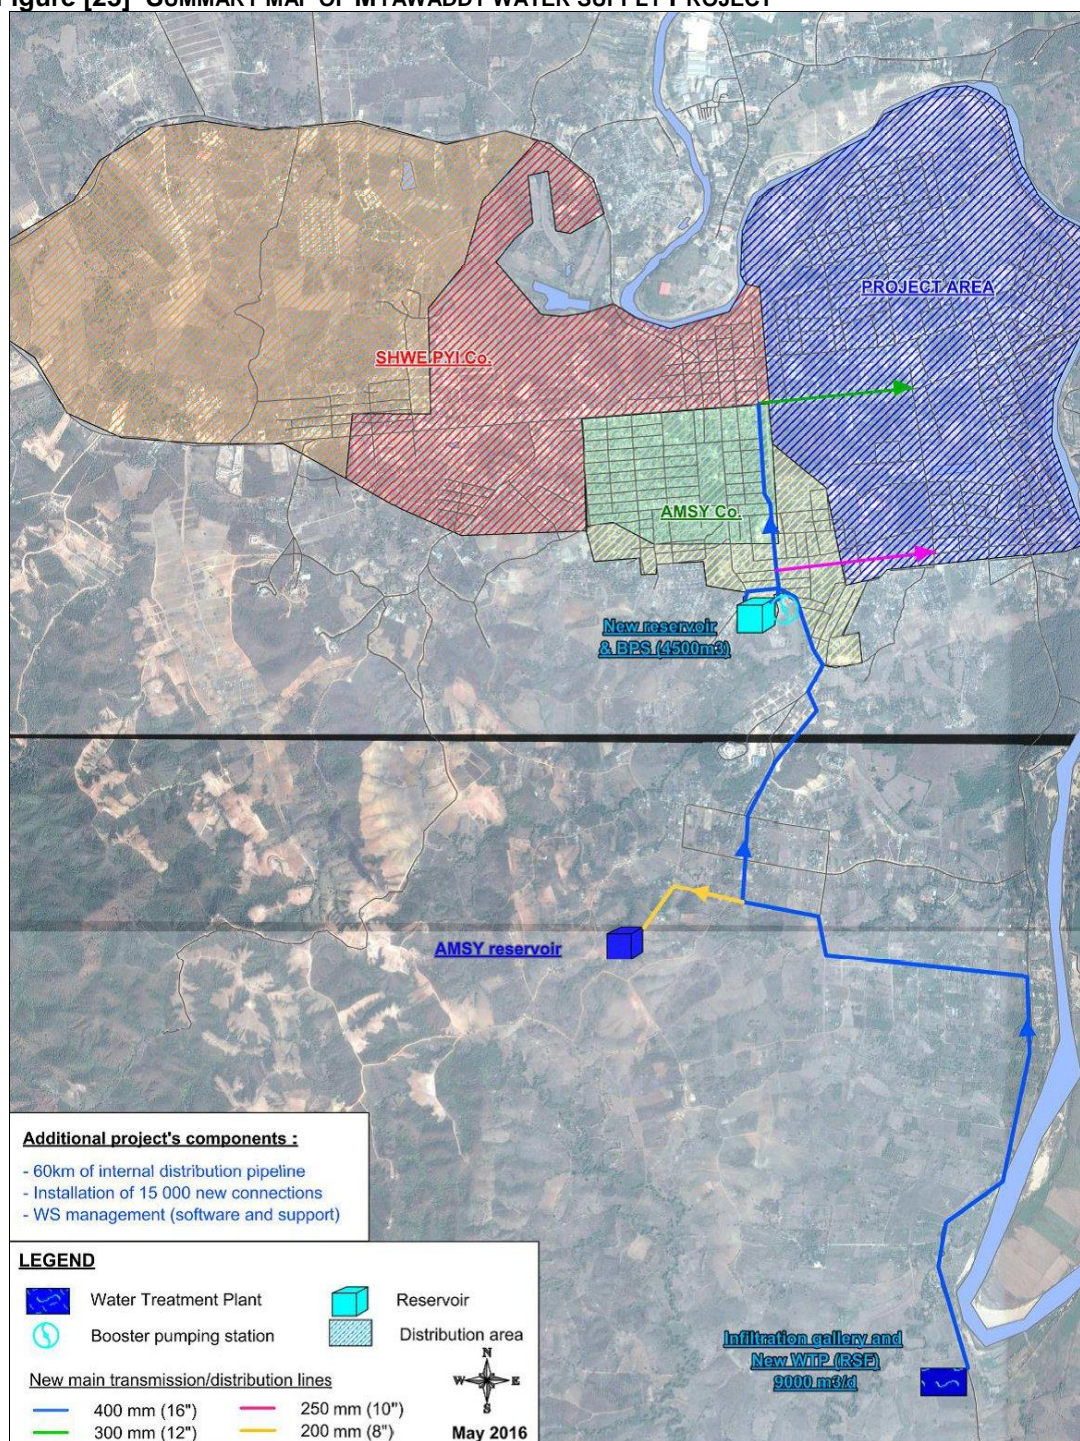 Figure [25] SUMMARY MAP OF MYAWADDY WATER SUPPLY PROJECT
PROJECT AREA
SHWE PYI Co.
AMSY Co.
New reservoir
& BPS (4500m3)
AMSY reservoir
Additional project's components :
- 60km of internal distribution pipeline
- Installation of 15 000 new connections
- WS management (software and support)
LEGEND
Water Treatment Plant
Reservoir
Booster pumping station
Distribution area
New main transmission/distribution lines
400 mm (16")
250 mm (10")
300 mm (12")
200 mm (8")
N
W
E
S
May 2016
Infiltration gallery and
New WTP (RSF)
9000 m3/d